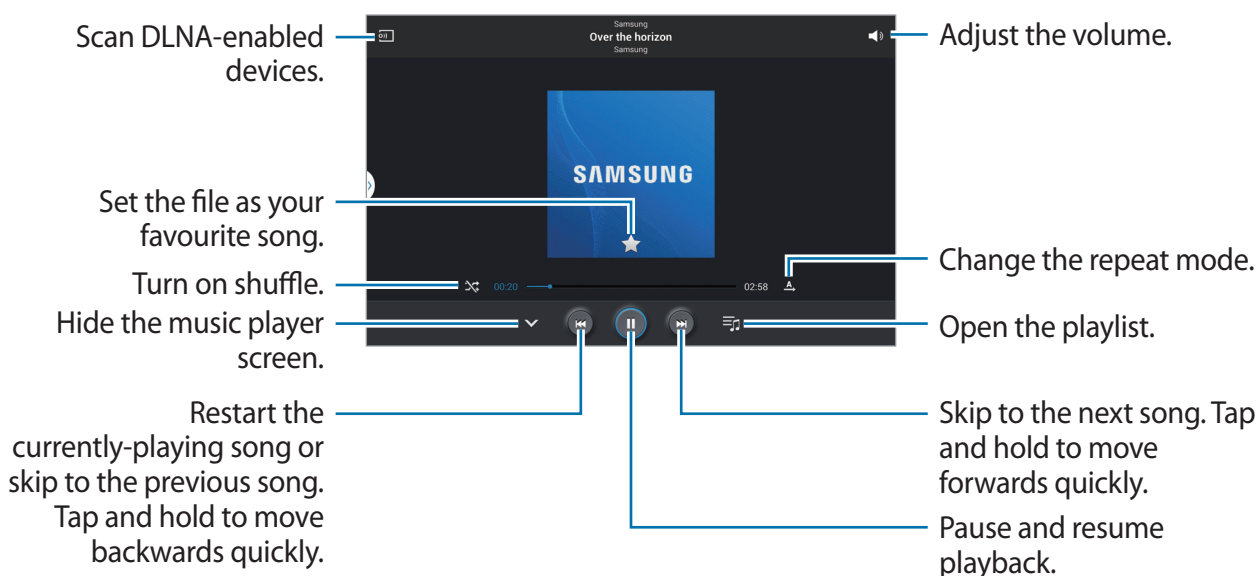 Scan DLNA-enabled
devices.
Samsung
Over the horizon
Samsung
Adjust the volume.
SAMSUNG
Set the file as your
favourite song.
Turn on shuffle.
00:20
02:58
A
Change the repeat mode.
Hide the music player
screen.
Open the playlist.
Restart the
currently-playing song or
skip to the previous song.
Tap and hold to move
backwards quickly.
Skip to the next song. Tap
and hold to move
forwards quickly.
Pause and resume
playback.